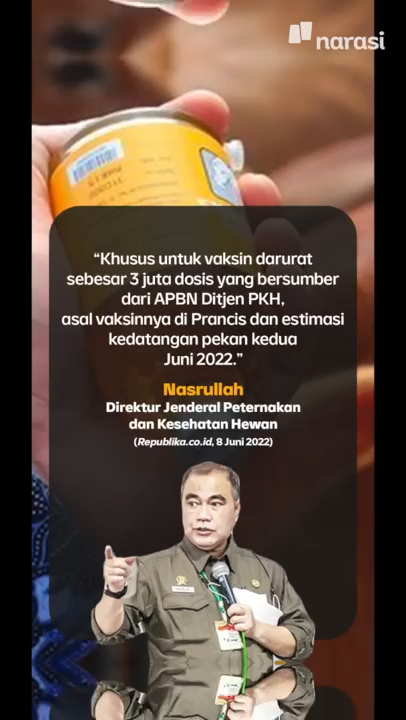 narasi
“Khusus untuk vaksin darurat
sebesar 3 juta dosis yang bersumber
dari APBN Ditjen PKH,
asal vaksinnya di Prancis dan estimasi
kedatangan pekan kedua
Juni 2022.”
Nasrullah
Direktur Jenderal Peternakan
dan Kesehatan Hewan
(Republika.co.id, 8 Juni 2022)